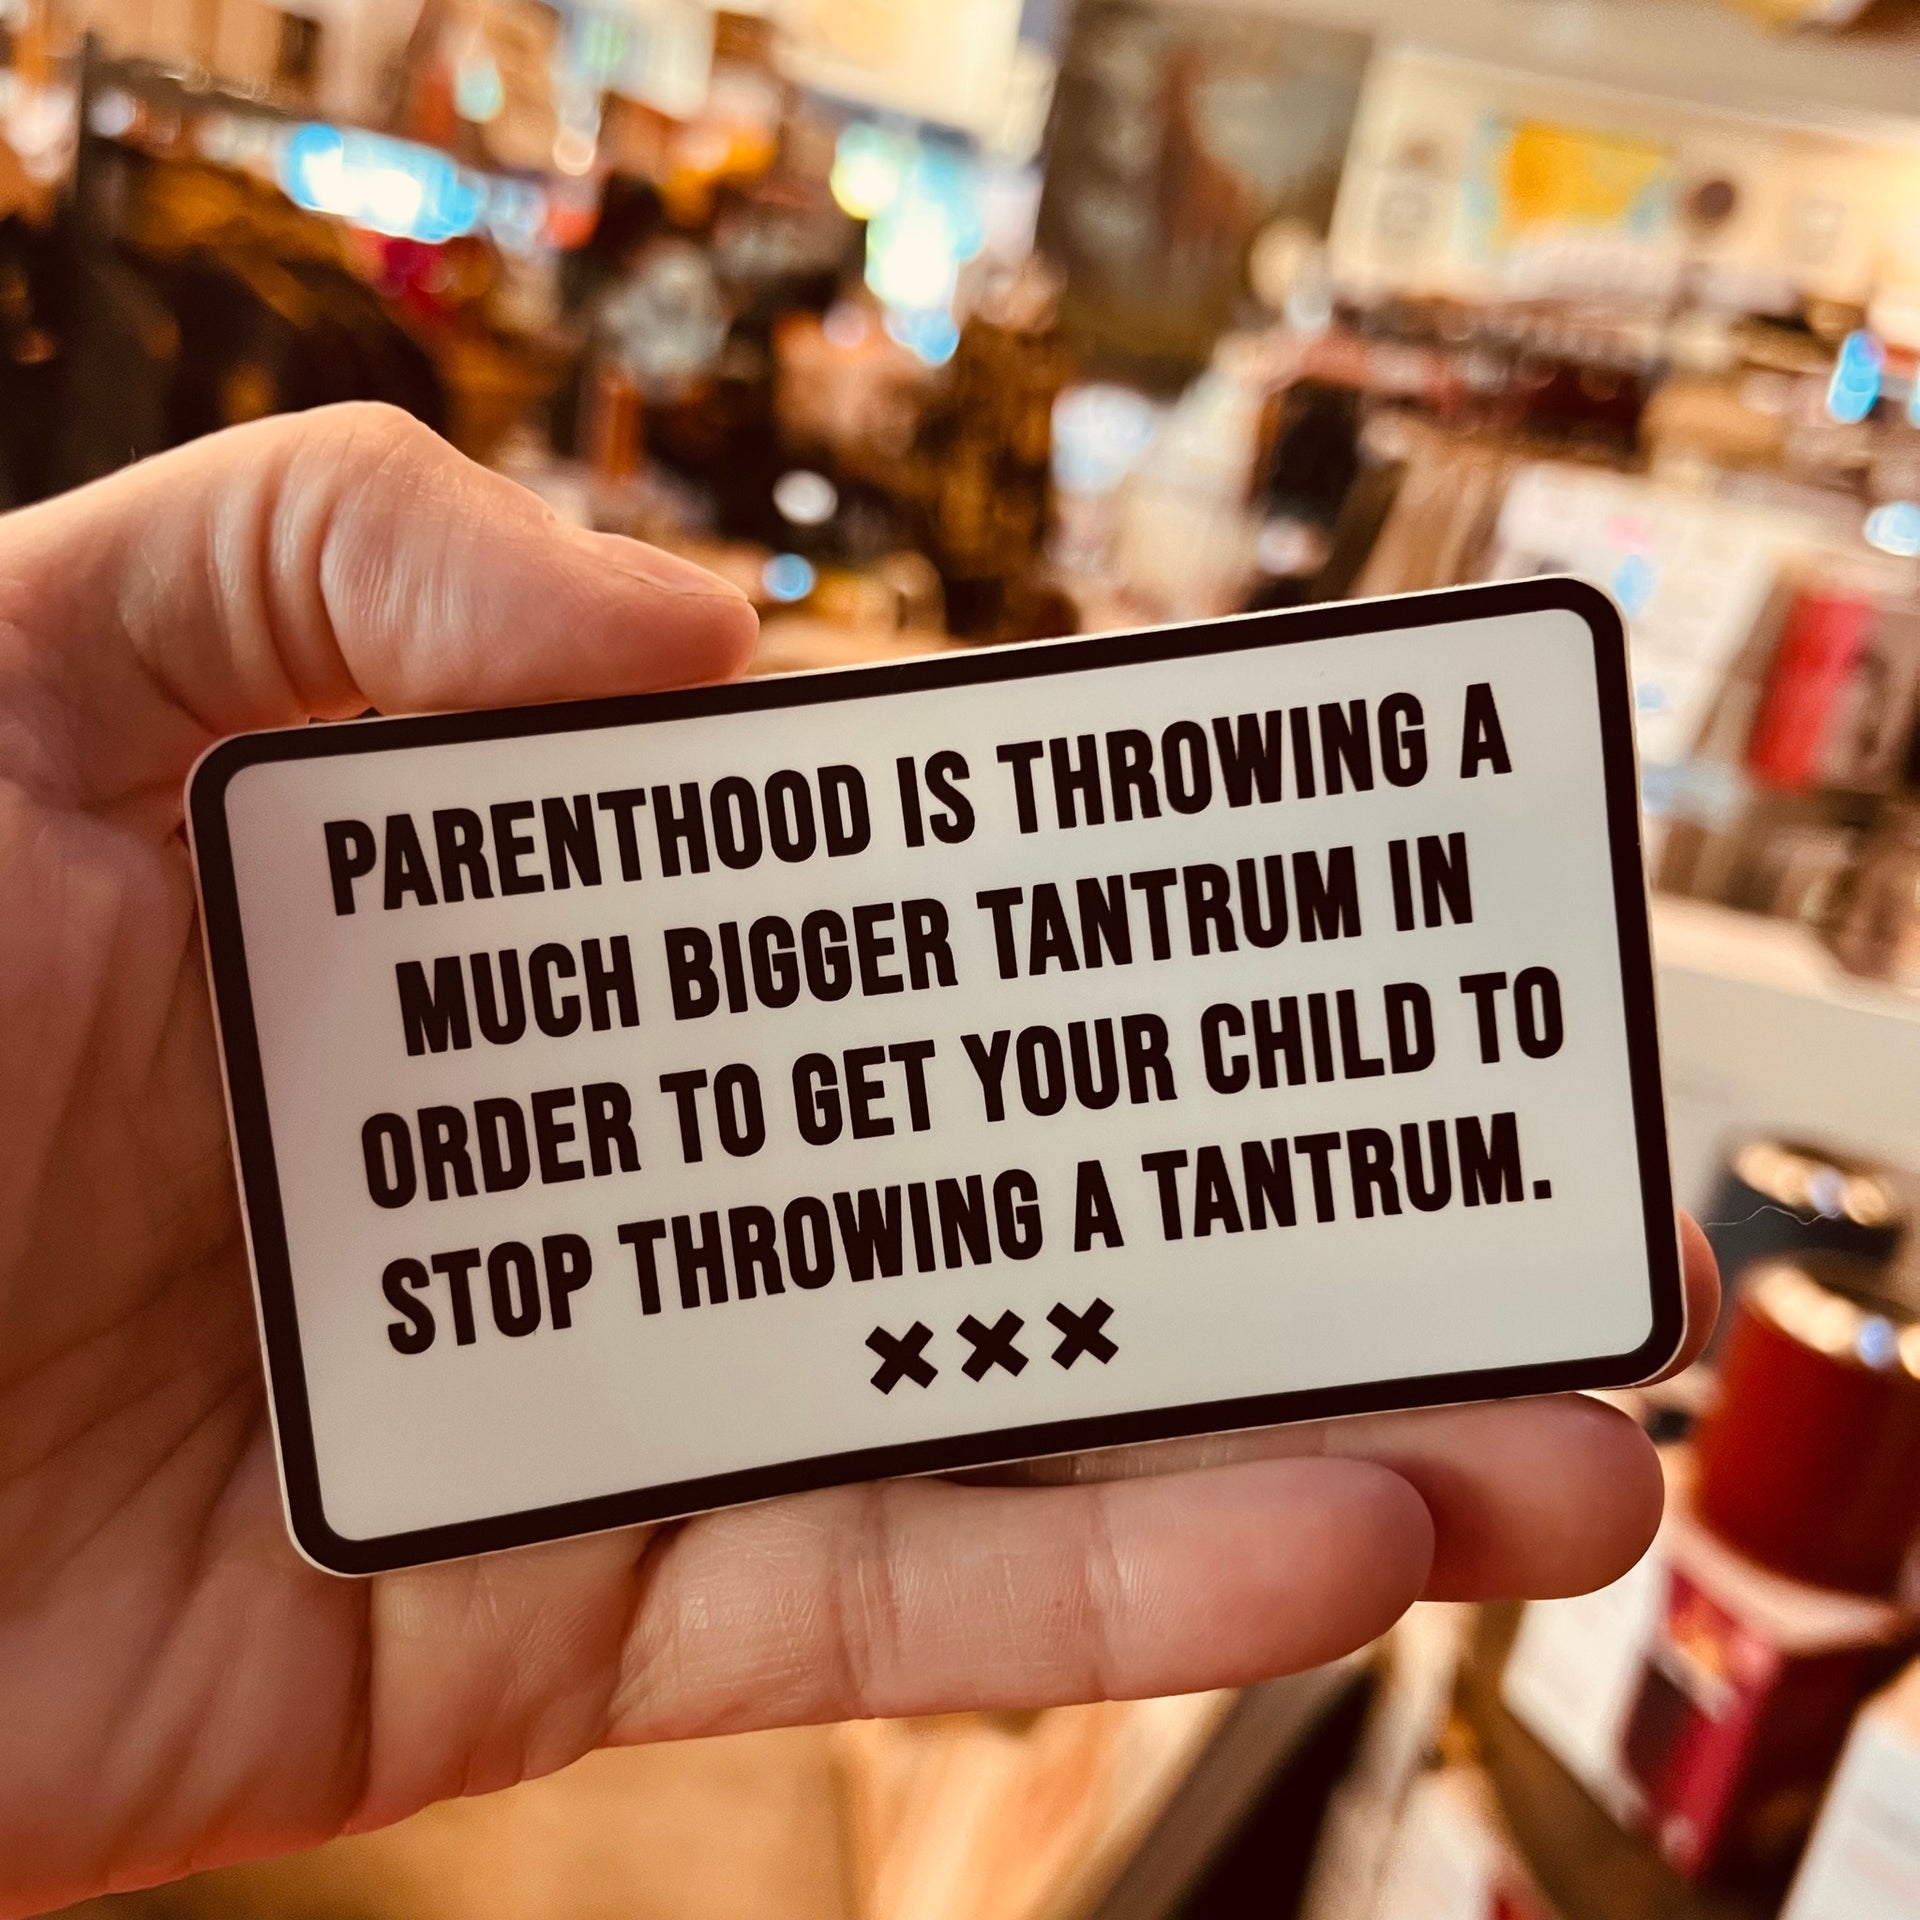 PARENTHOOD IS THROWING A
MUCH BIGGER TANTRUM IN
ORDER TO GET YOUR CHILD TO
STOP THROWING A TANTRUM.
×××